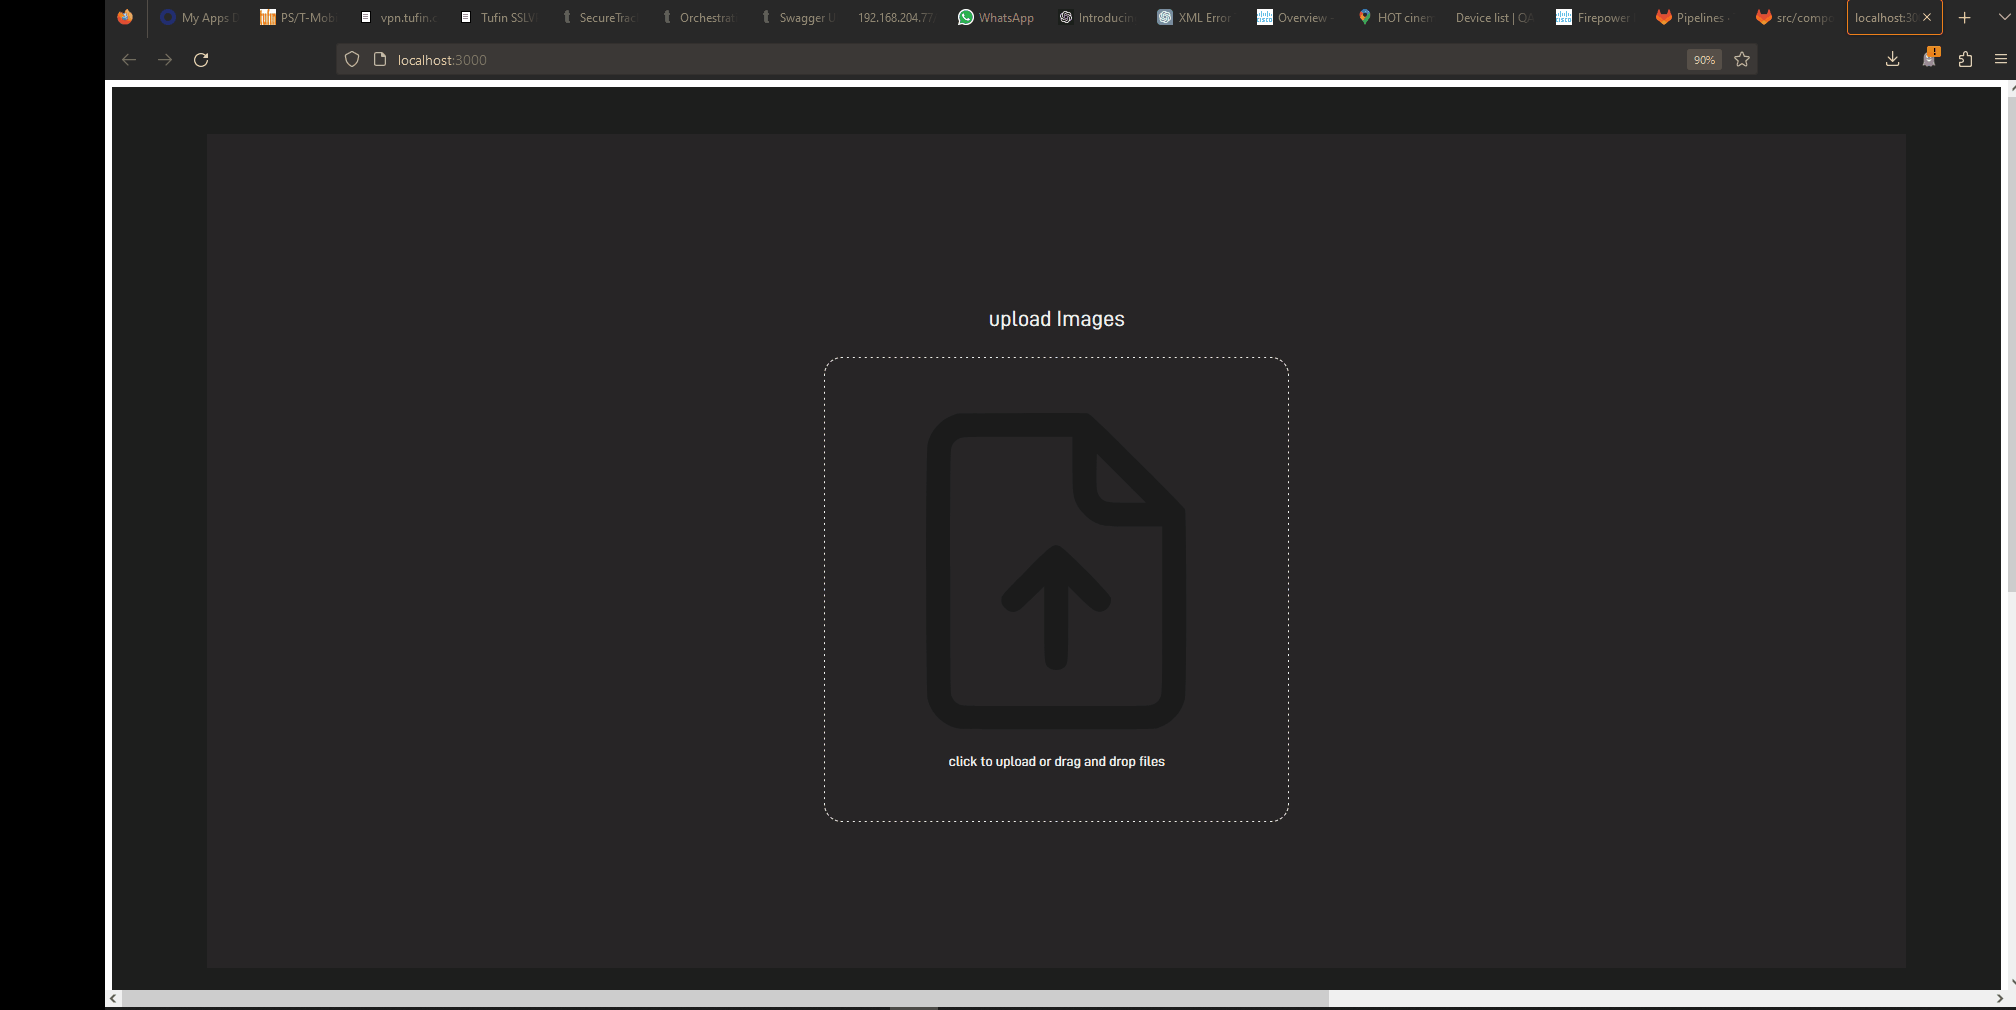 My Apps D
PS/T-Mob
vpn.tufin.c
Tufin SSLV
SecureTrac
Orchestrat
Swagger U
192.168.204.77
WhatsApp
Introducin
XML Error
Overview -
HOT cinem
Device list | QA
Firepower
Pipelines ·
src/compo
localhost:30
localhost:3000
90%
upload Images
click to upload or drag and drop files